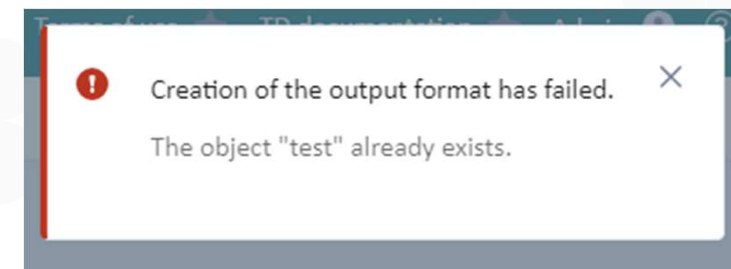 Creation of the output format has failed.
The object "test" already exists.